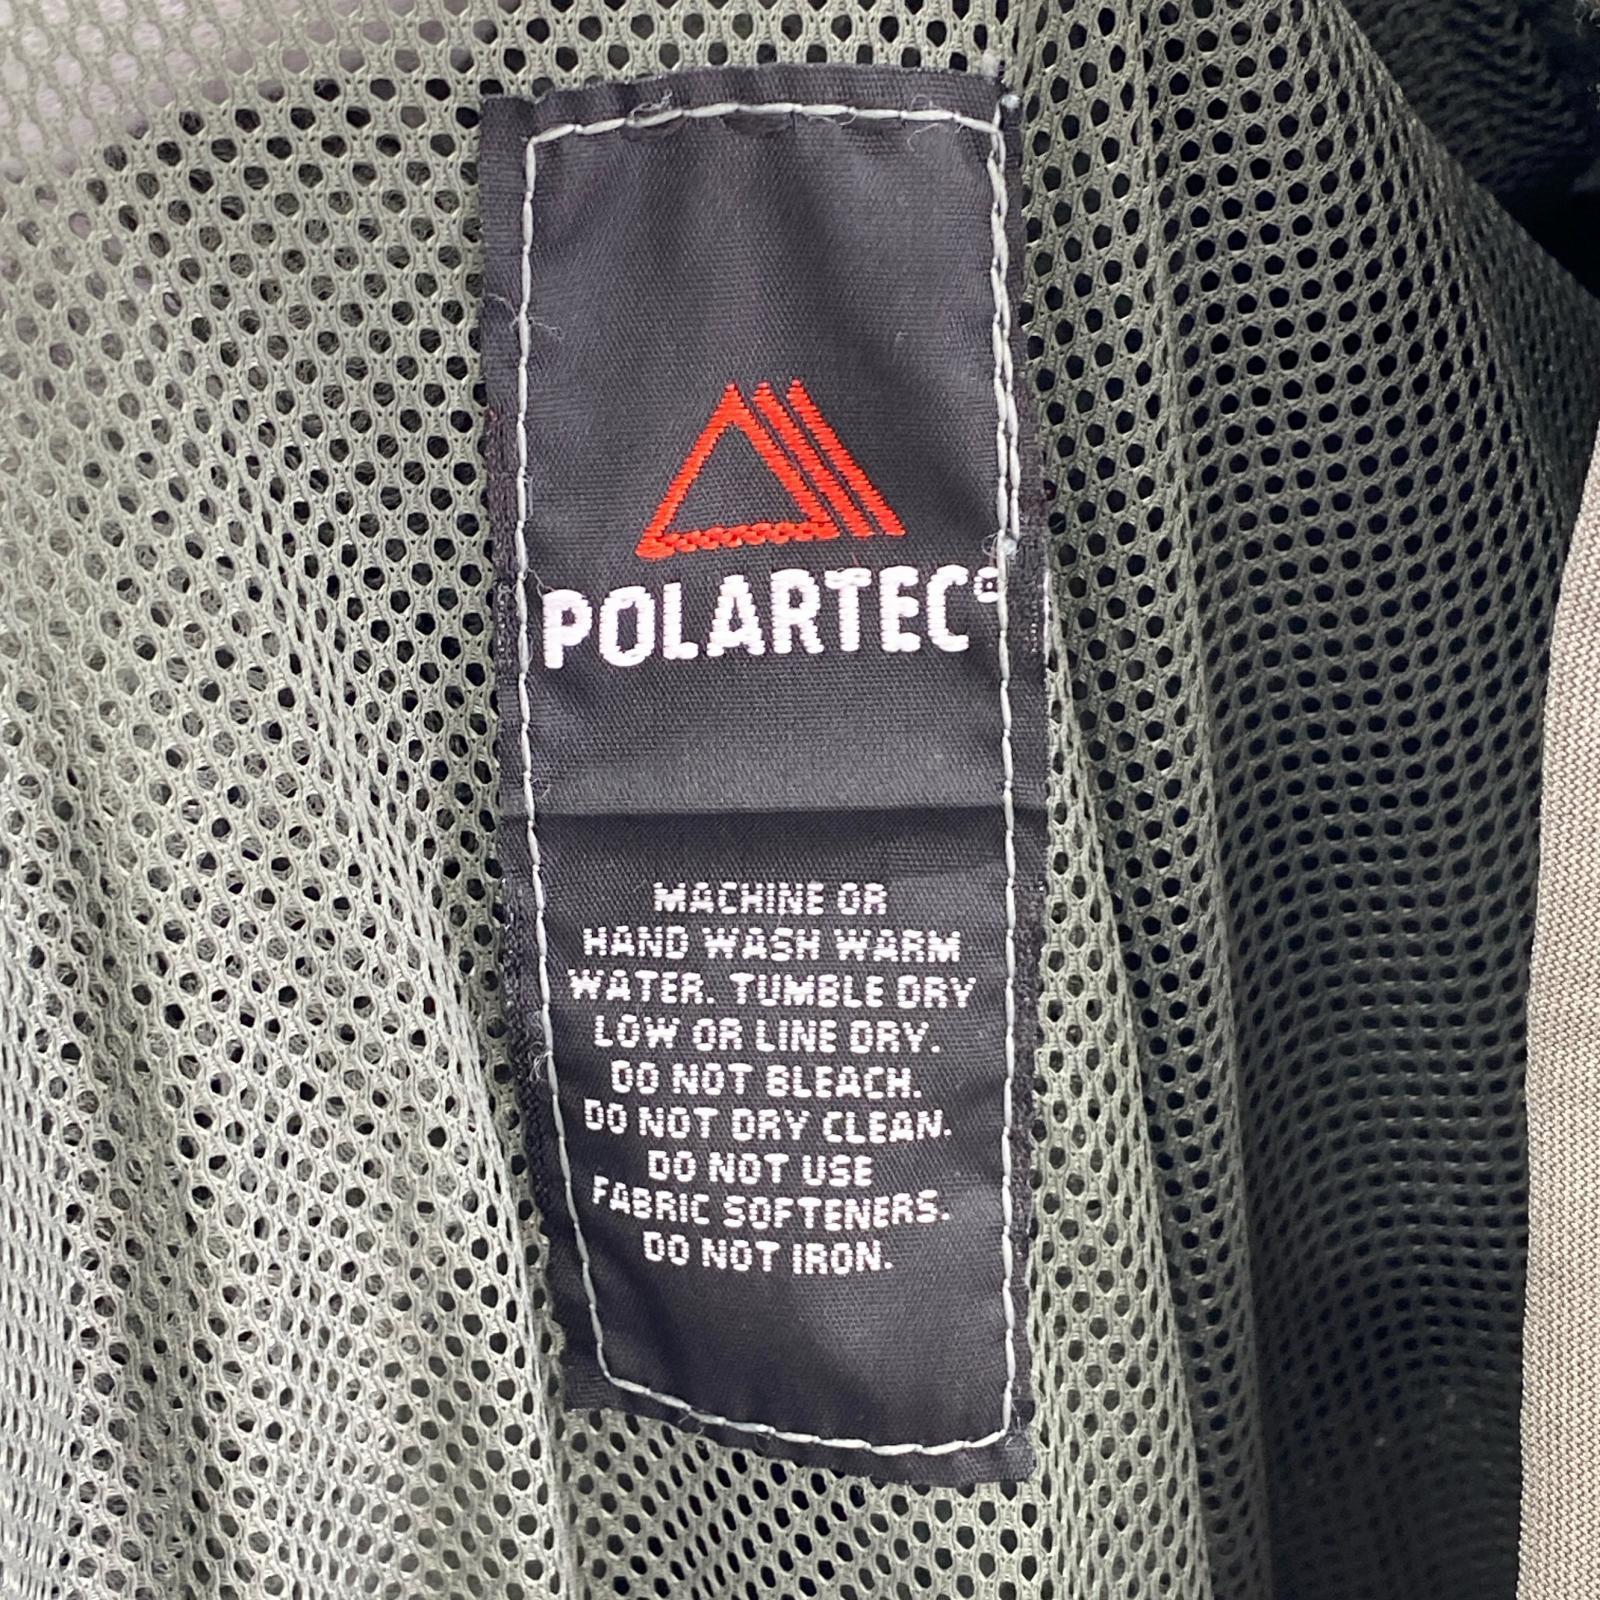 POLARTEC®
MACHINE OR
HAND WASH WARM
WATER. TUMBLE DRY
LOW OR LINE DRY.
DO NOT BLEACH.
DO NOT DRY CLEAN.
DO NOT USE
FABRIC SOFTENERS.
DO NOT IRON.